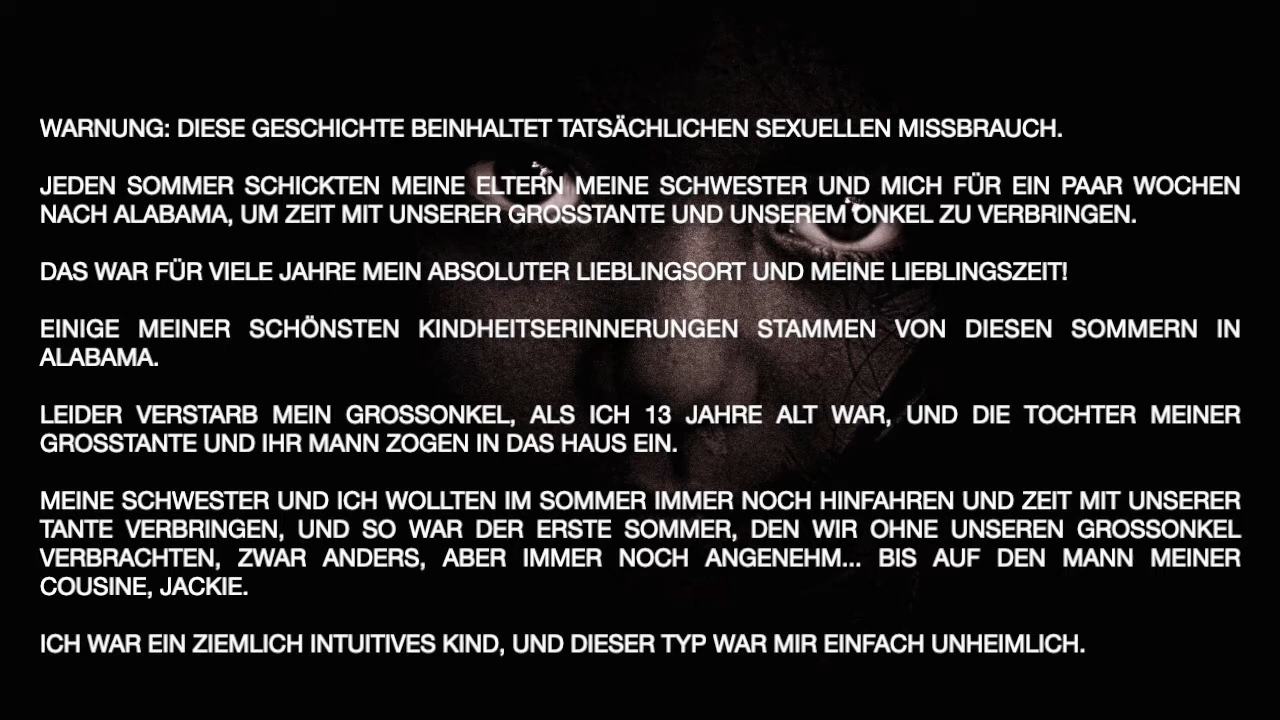 WARNUNG: DIESE GESCHICHTE BEINHALTET TATSÄCHLICHEN SEXUELLEN MISSBRAUCH.
JEDEN SOMMER SCHICKTEN MEINE ELTERN MEINE SCHWESTER UND MICH FÜR EIN PAAR WOCHEN
NACH ALABAMA, UM ZEIT MIT UNSERER GROSSTANTE UND UNSEREM ONKEL ZU VERBRINGEN.
DAS WAR FÜR VIELE JAHRE MEIN ABSOLUTER LIEBLINGSORT UND MEINE LIEBLINGSZEIT!
EINIGE MEINER SCHÖNSTEN KINDHEITSERINNERUNGEN STAMMEN VON DIESEN SOMMERN IN
ALABAMA.
LEIDER VERSTARB MEIN GROSSONKEL, ALS ICH 13 JAHRE ALT WAR, UND DIE TOCHTER MEINER
GROSSTANTE UND IHR MANN ZOGEN IN DAS HAUS EIN.
MEINE SCHWESTER UND ICH WOLLTEN IM SOMMER IMMER NOCH HINFAHREN UND ZEIT MIT UNSERER
TANTE VERBRINGEN, UND SO WAR DER ERSTE SOMMER, DEN WIR OHNE UNSEREN GROSSONKEL
VERBRACHTEN, ZWAR ANDERS, ABER IMMER NOCH ANGENEHM... BIS AUF DEN MANN MEINER
COUSINE, JACKIE.
ICH WAR EIN ZIEMLICH INTUITIVES KIND, UND DIESER TYP WAR MIR EINFACH UNHEIMLICH.